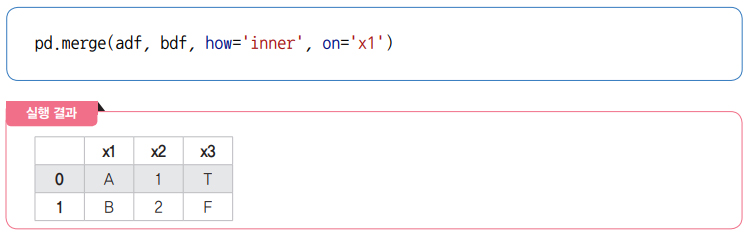 pd.merge(adf, bdf, how='inner', on='x1')
실행 결과
x1 x2 x3
0 A 1 T
1 B 2 F